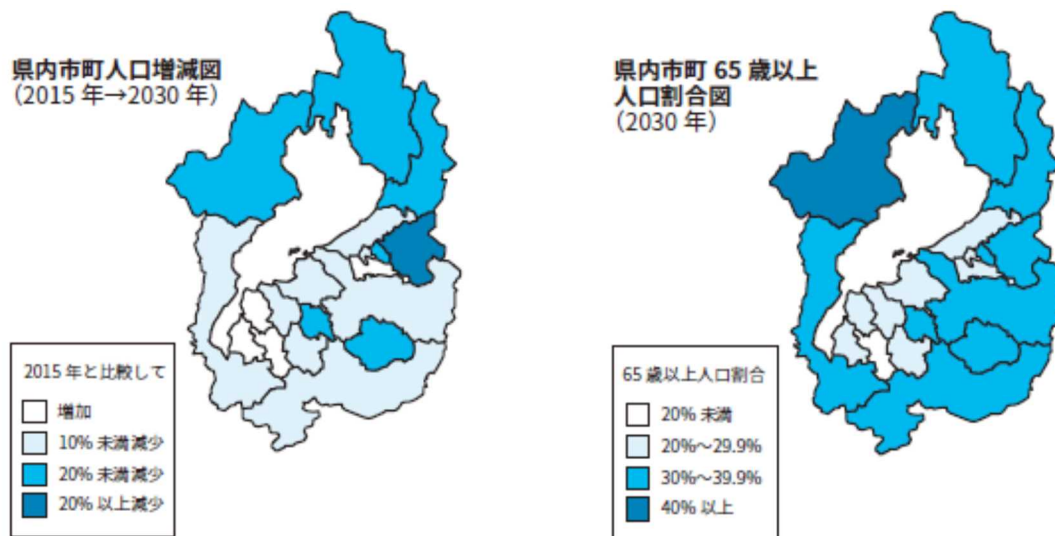 県内市町人口増減図
(2015 年→2030 年)
2015 年と比較して
増加
10% 未満減少
20% 未満減少
20% 以上減少
県内市町 65 歳以上
人口割合図
(2030 年)
65 歳以上人口割合
20% 未満
20%〜29.9%
30%〜39.9%
40% 以上